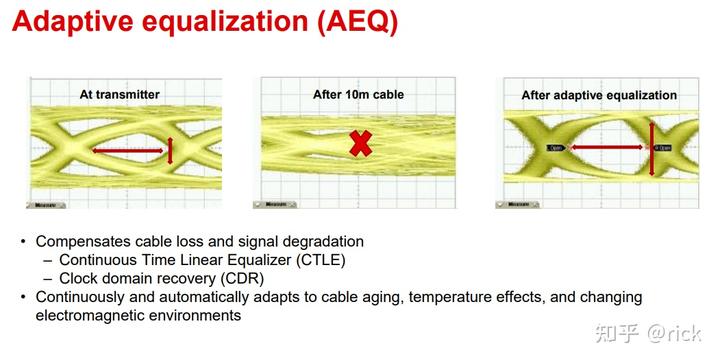 Adaptive equalization (AEQ)
At transmitter
After 10m cable
After adaptive equalization
Open
Open
Measure
Measure
Measure
• Compensates cable loss and signal degradation
– Continuous Time Linear Equalizer (CTLE)
– Clock domain recovery (CDR)
• Continuously and automatically adapts to cable aging, temperature effects, and changing
electromagnetic environments
知乎 @rick